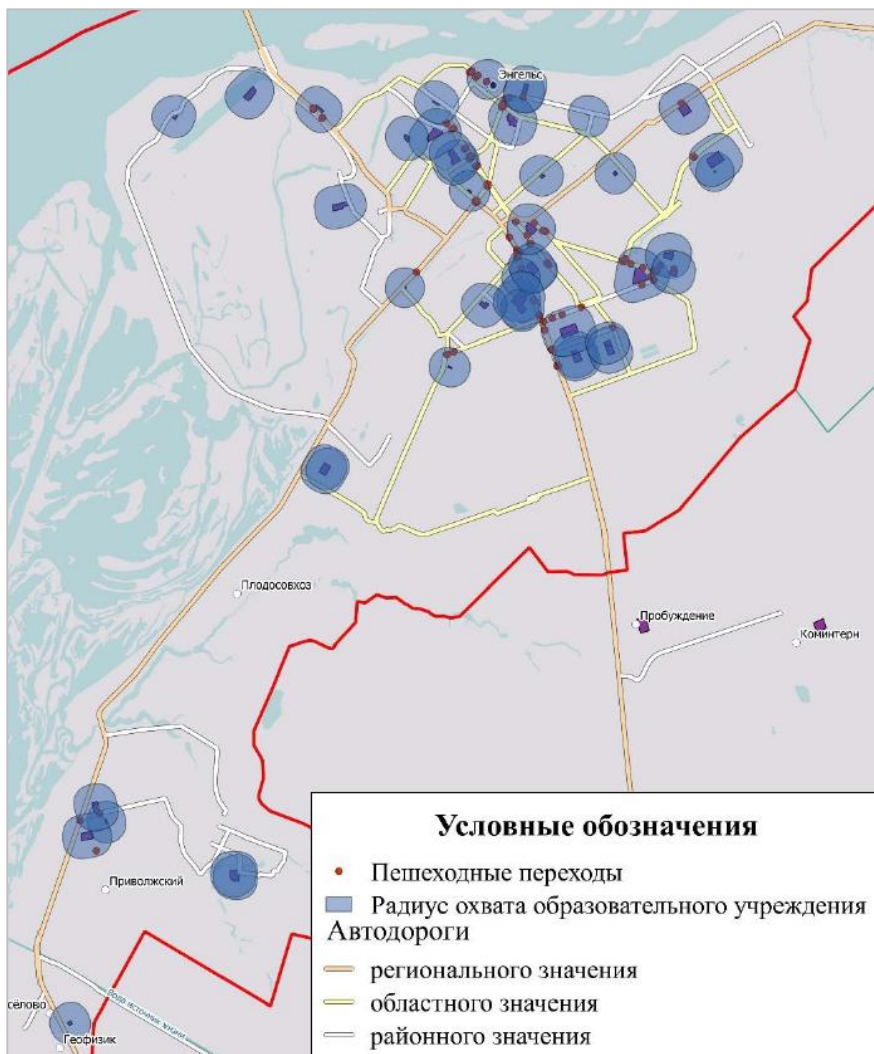 Энгельс
Плодосовхоз
Пробуждение
Коминтерн
Приволжский
сёлово
Геофизик
Условные обозначения
Пешеходные переходы
Радиус охвата образовательного учреждения
Автодороги
регионального значения
областного значения
районного значения